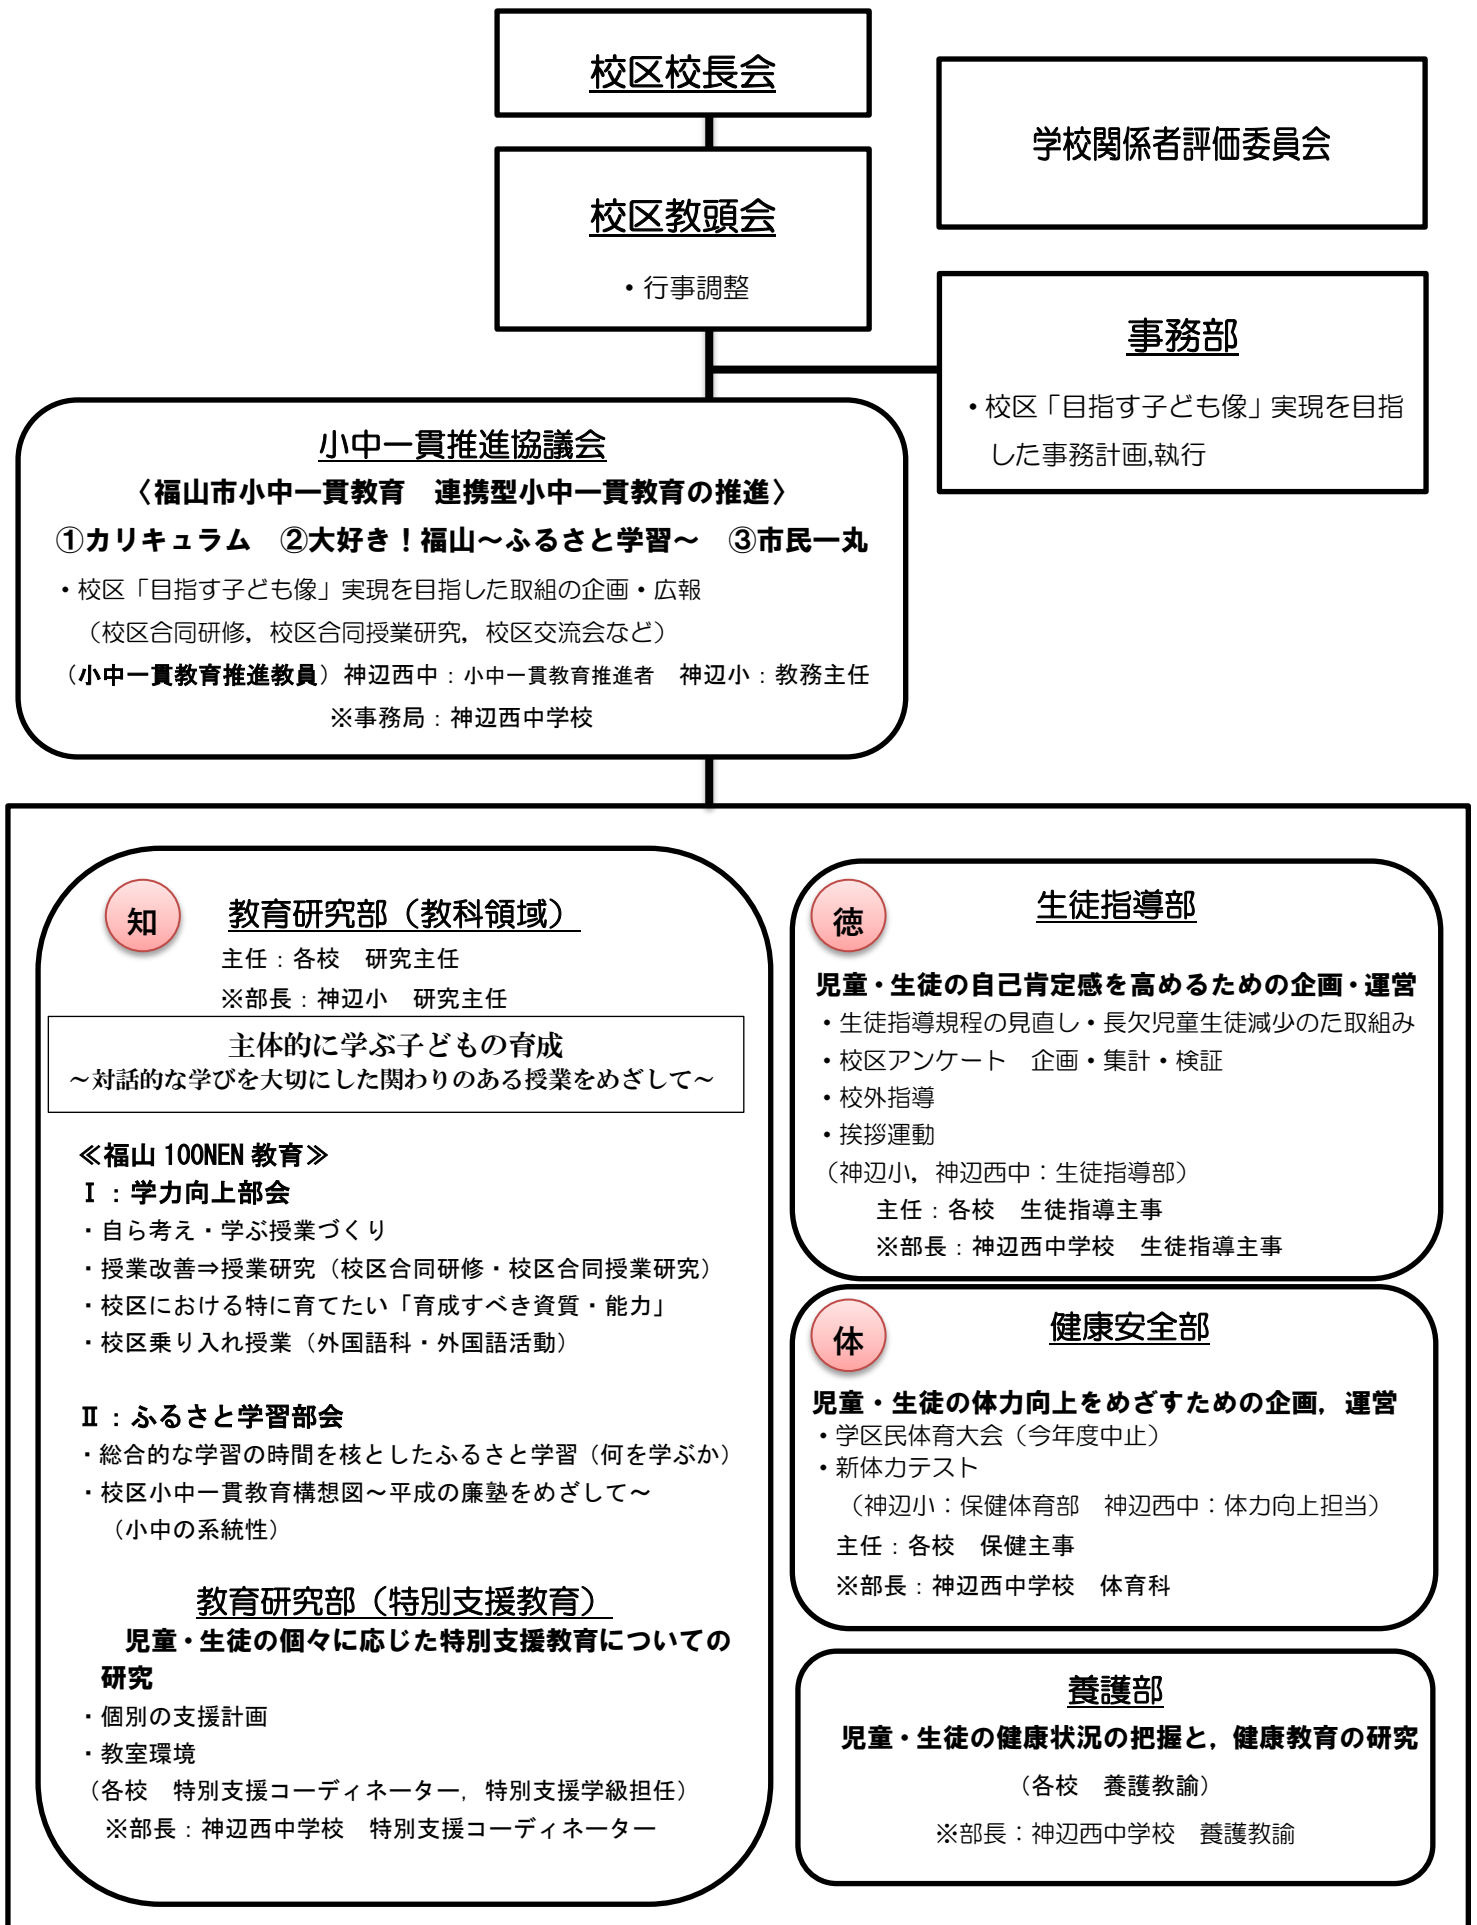 校区校長会
学校関係者評価委員会
校区教頭会
・行事調整
事務部
・校区「目指す子ども像」実現を目指
した事務計画,執行
小中一貫推進協議会
〈福山市小中一貫教育　連携型小中一貫教育の推進〉
①カリキュラム　②大好き！福山～ふるさと学習～　③市民一丸
・校区「目指す子ども像」実現を目指した取組の企画・広報
（校区合同研修，校区合同授業研究，校区交流会など）
（小中一貫教育推進教員）神辺西中：小中一貫教育推進者　神辺小：教務主任
※事務局：神辺西中学校
知
教育研究部（教科領域）
主任：各校　研究主任
※部長：神辺小　研究主任
主体的に学ぶ子どもの育成
～対話的な学びを大切にした関わりのある授業をめざして～
≪福山 100NEN 教育≫
Ⅰ：学力向上部会
・自ら考え・学ぶ授業づくり
・授業改善⇒授業研究（校区合同研修・校区合同授業研究）
・校区における特に育てたい「育成すべき資質・能力」
・校区乗り入れ授業（外国語科・外国語活動）
Ⅱ：ふるさと学習部会
・総合的な学習の時間を核としたふるさと学習（何を学ぶか）
・校区小中一貫教育構想図～平成の廉塾をめざして～
（小中の系統性）
教育研究部（特別支援教育）
児童・生徒の個々に応じた特別支援教育についての
研究
・個別の支援計画
・教室環境
（各校　特別支援コーディネーター，特別支援学級担任）
※部長：神辺西中学校　特別支援コーディネーター
徳
生徒指導部
児童・生徒の自己肯定感を高めるための企画・運営
・生徒指導規程の見直し・長欠児童生徒減少のた取組み
・校区アンケート　企画・集計・検証
・校外指導
・挨拶運動
（神辺小，神辺西中：生徒指導部）
主任：各校　生徒指導主事
※部長：神辺西中学校　生徒指導主事
体
健康安全部
児童・生徒の体力向上をめざすための企画，運営
・学区民体育大会（今年度中止）
・新体力テスト
（神辺小：保健体育部　神辺西中：体力向上担当）
主任：各校　保健主事
※部長：神辺西中学校　体育科
養護部
児童・生徒の健康状況の把握と，健康教育の研究
（各校　養護教諭）
※部長：神辺西中学校　養護教諭